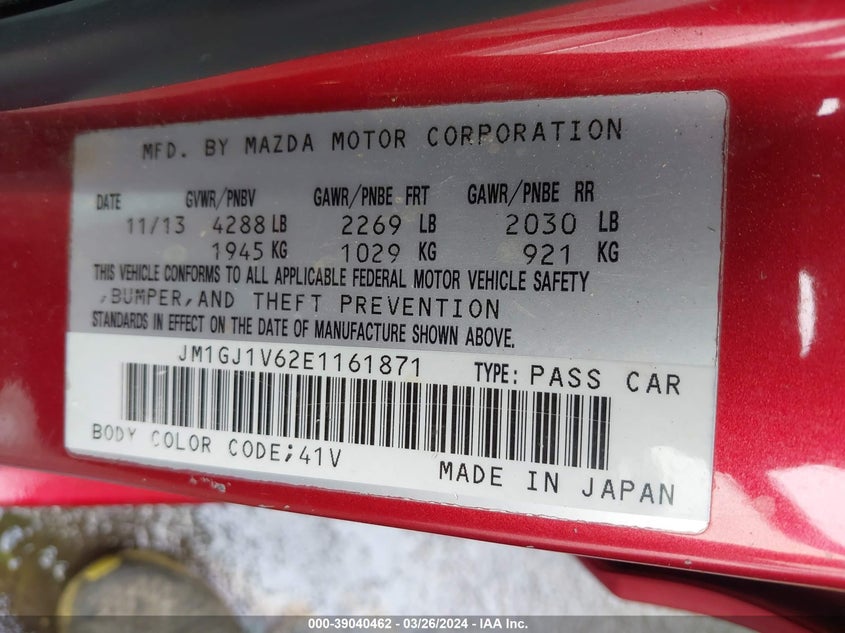 MFD. BY MAZDA MOTOR CORPORATION
DATE GVWR/PNBV GAWR/PNBE FRT GAWR/PNBE RR
11/13 4288 LB 2269 LB 2030 LB
1945 KG 1029 KG 921 KG
THIS VEHICLE CONFORMS TO ALL APPLICABLE FEDERAL MOTOR VEHICLE SAFETY
,BUMPER,AND THEFT PREVENTION
STANDARDS IN EFFECT ON THE DATE OF MANUFACTURE SHOWN ABOVE.
JM1GJ1V62E1161871 TYPE: PASS CAR
BODY COLOR CODE;41V
MADE IN JAPAN
000-39040462 - 03/26/2024 - IAA Inc.